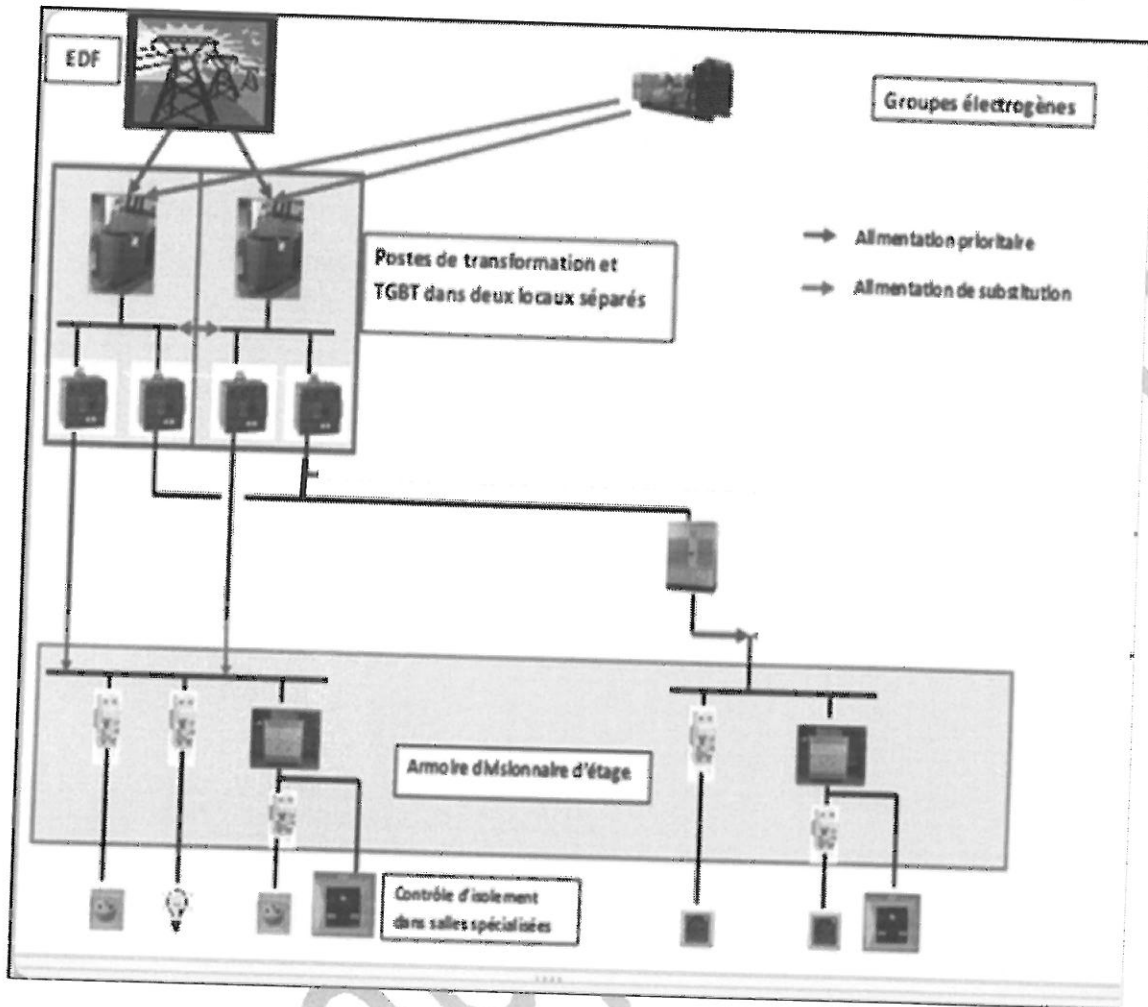 EDF
Groupes électrogènes
Postes de transformation et
TGBT dans deux locaux séparés
Alimentation prioritaire
Alimentation de substitution
Armoire divisionnaire d'étage
Contrôle d'isolement
dans salles spécialisées